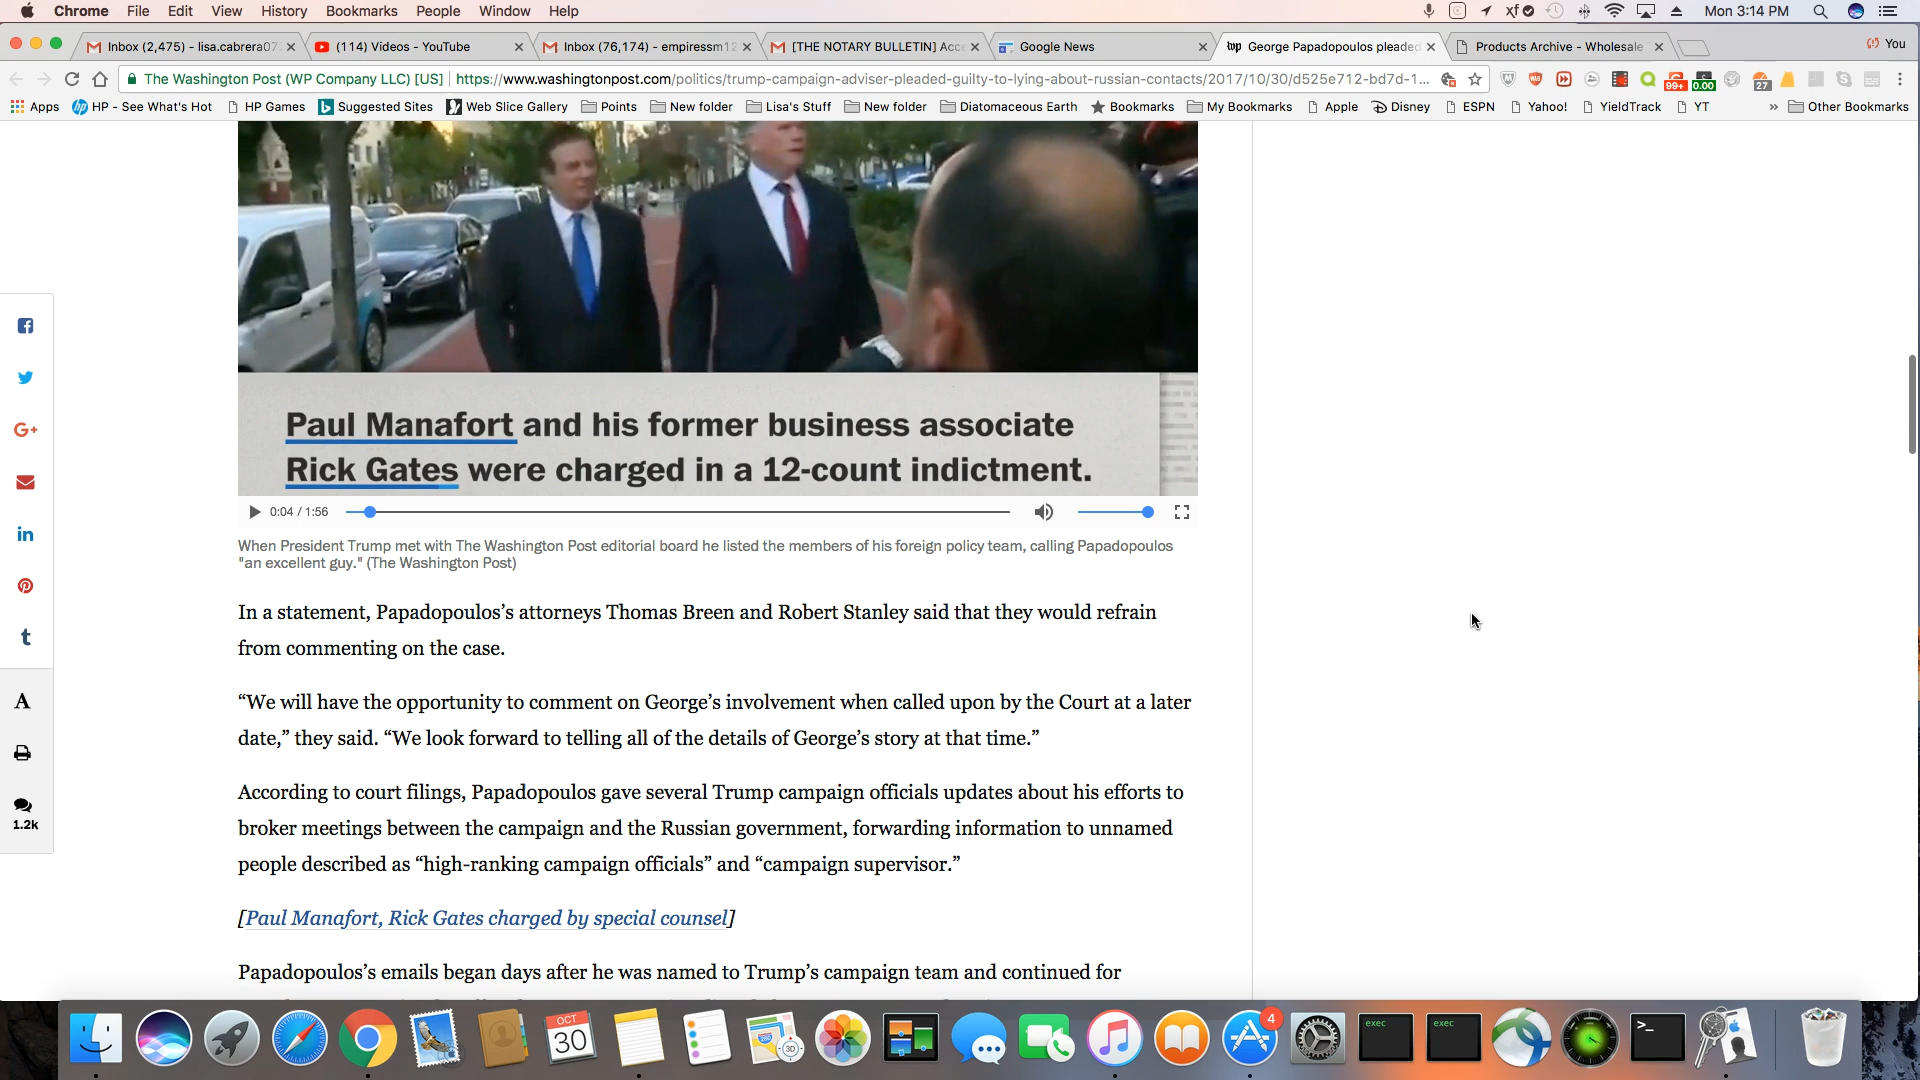 Chrome File Edit View History Bookmarks People Window Help
Mon 3:14 PM
Inbox (2,475) - lisa.cabrera07
(114) Videos - YouTube
Inbox (76,174) - empiressm12
[THE NOTARY BULLETIN] Acc
Google News
George Papadopoulos pleaded
Products Archive - Wholesale
You
The Washington Post (WP Company LLC) [US] https://www.washingtonpost.com/politics/trump-campaign-adviser-pleaded-guilty-to-lying-about-russian-contacts/2017/10/30/d525e712-bd7d-1...
99+ 0.00 27
Apps HP - See What's Hot HP Games Suggested Sites Web Slice Gallery Points New folder Lisa's Stuff New folder Diatomaceous Earth Bookmarks My Bookmarks Apple Disney ESPN Yahoo! YieldTrack YT » Other Bookmarks
Paul Manafort and his former business associate
Rick Gates were charged in a 12-count indictment.
0:04 / 1:56
When President Trump met with The Washington Post editorial board he listed the members of his foreign policy team, calling Papadopoulos
"an excellent guy." (The Washington Post)
In a statement, Papadopoulos’s attorneys Thomas Breen and Robert Stanley said that they would refrain
from commenting on the case.
“We will have the opportunity to comment on George’s involvement when called upon by the Court at a later
date,” they said. “We look forward to telling all of the details of George’s story at that time.”
According to court filings, Papadopoulos gave several Trump campaign officials updates about his efforts to
broker meetings between the campaign and the Russian government, forwarding information to unnamed
people described as “high-ranking campaign officials” and “campaign supervisor.”
[Paul Manafort, Rick Gates charged by special counsel]
Papadopoulos’s emails began days after he was named to Trump’s campaign team and continued for
G+
in
t
A
1.2k
OCT
30
3D
4
exec
exec
>_